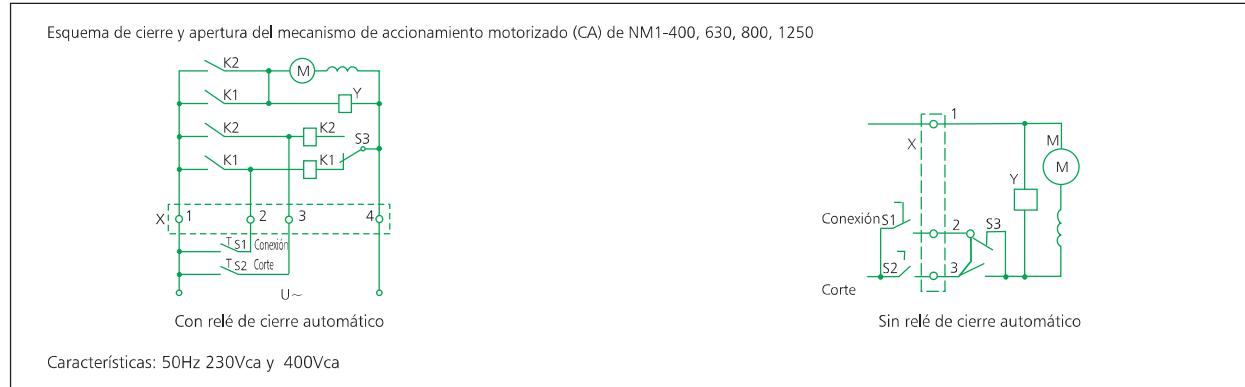 Esquema de cierre y apertura del mecanismo de accionamiento motorizado (CA) de NM1-400, 630, 800, 1250
K2
M
K1
Y
K2
K2
S3
K1
K1
X
1
2
3
4
S1 Conexión
S2 Corte
U~
Con relé de cierre automático
1
X
M
M
Y
Conexión S1
2
S3
S2
3
Corte
Sin relé de cierre automático
Características: 50Hz 230Vca y 400Vca